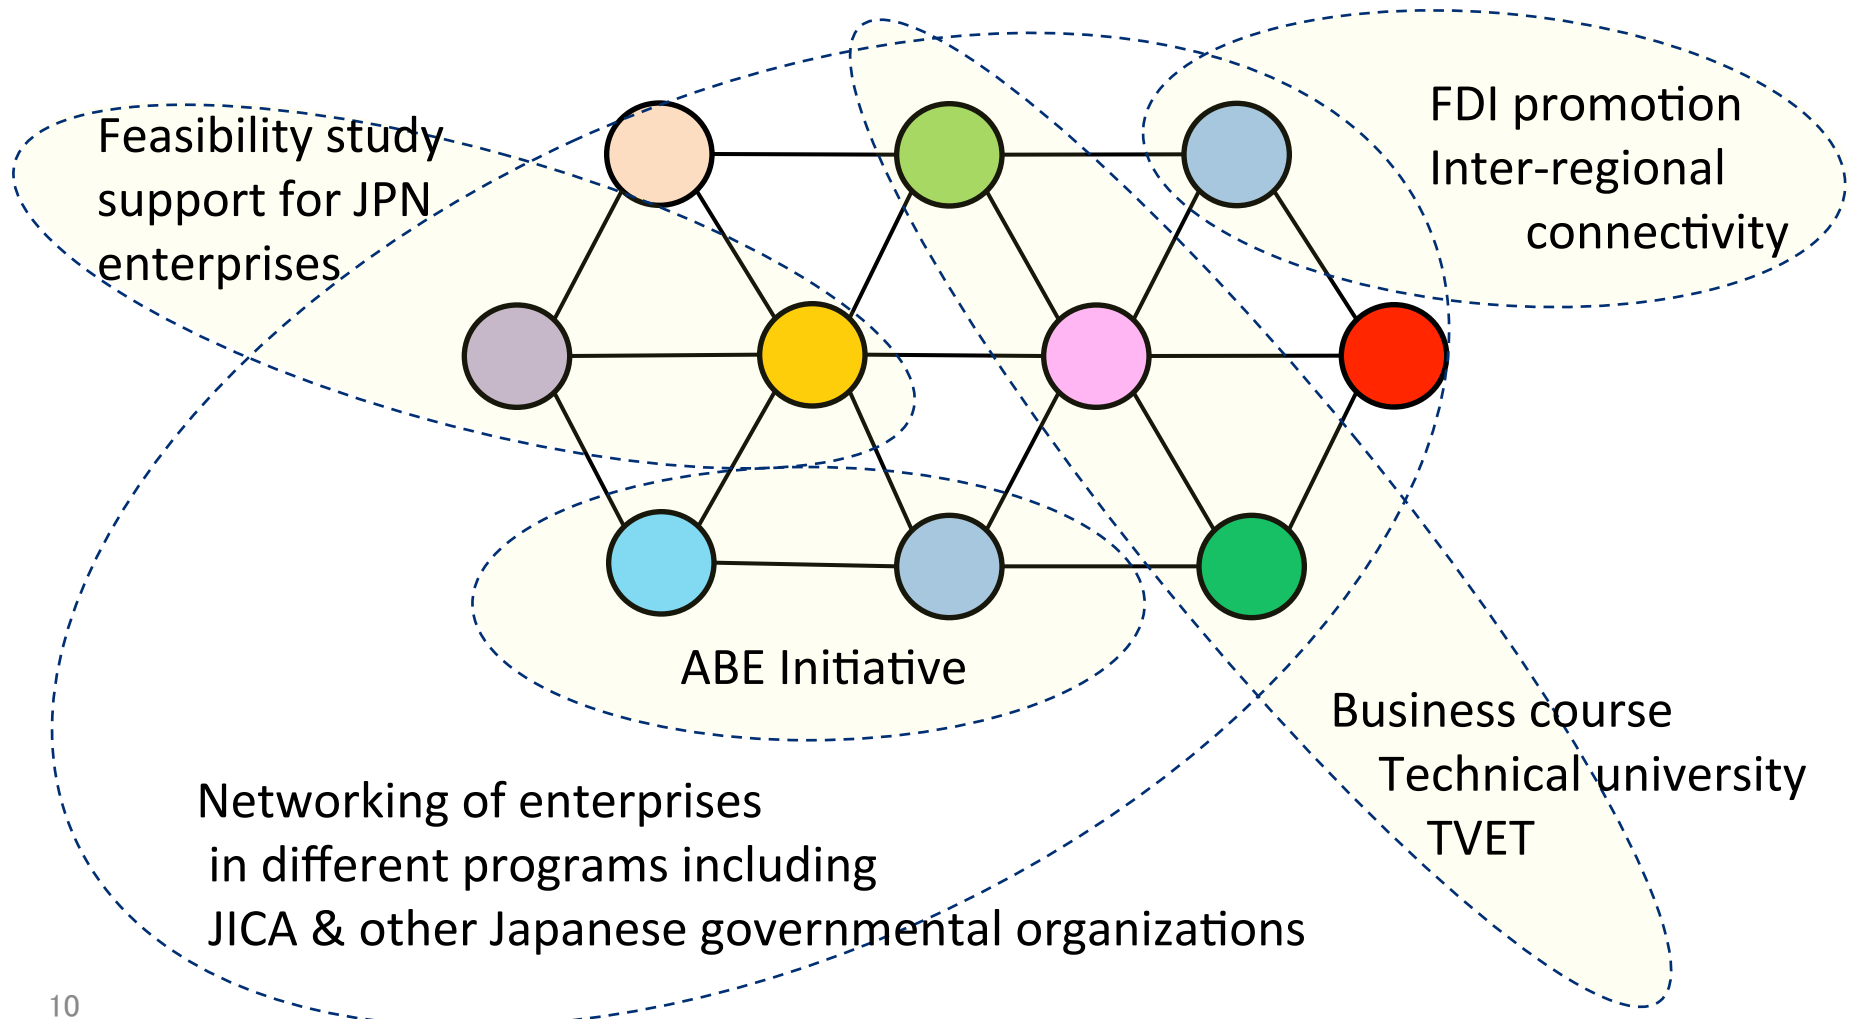 Feasibility study
support for JPN
enterprises
FDI promotion
Inter-regional
connectivity
ABE Initiative
Business course
Technical university
TVET
Networking of enterprises
in different programs including
JICA & other Japanese governmental organizations
10